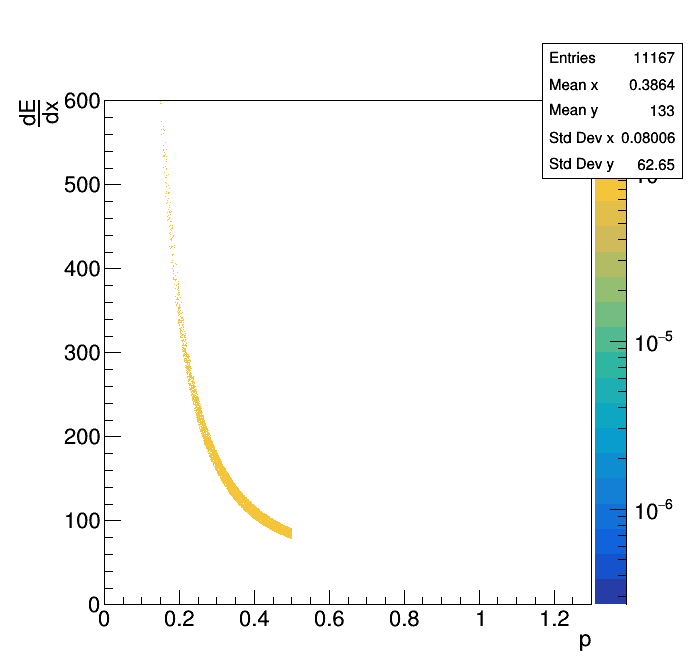 Entries 11167
Mean x 0.3864
Mean y 133
Std Dev x 0.08006
Std Dev y 62.65
dE
dx
600
500
400
300
200
100
0
0 0.2 0.4 0.6 0.8 1 1.2
p
10⁻⁵
10⁻⁶